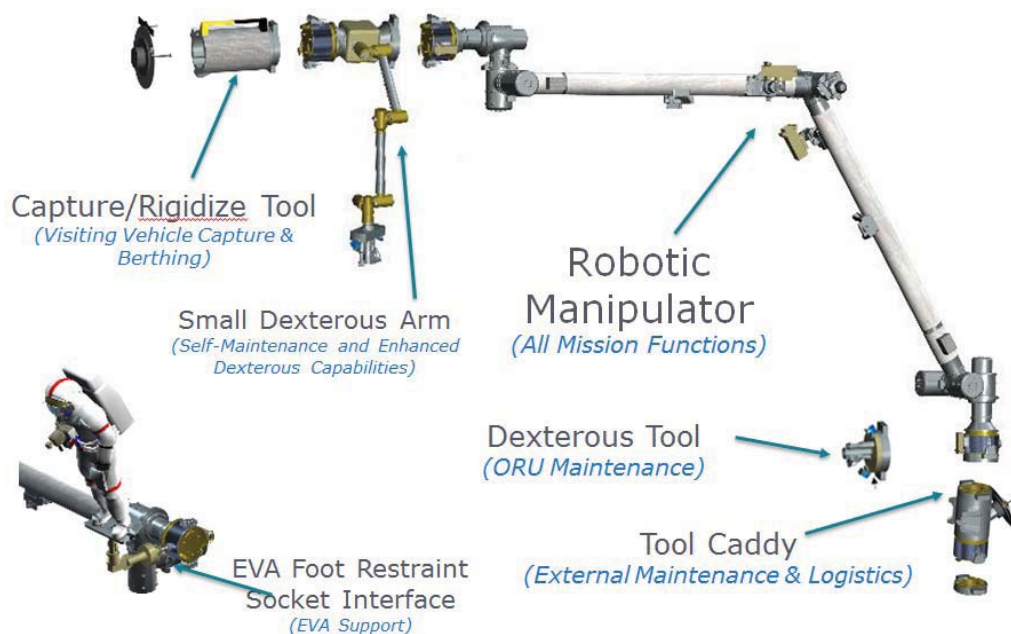 Capture/Rigidize Tool
(Visiting Vehicle Capture &
Berthing)
Small Dexterous Arm
(Self-Maintenance and Enhanced
Dexterous Capabilities)
Robotic
Manipulator
(All Mission Functions)
Dexterous Tool
(ORU Maintenance)
Tool Caddy
(External Maintenance & Logistics)
EVA Foot Restraint
Socket Interface
(EVA Support)